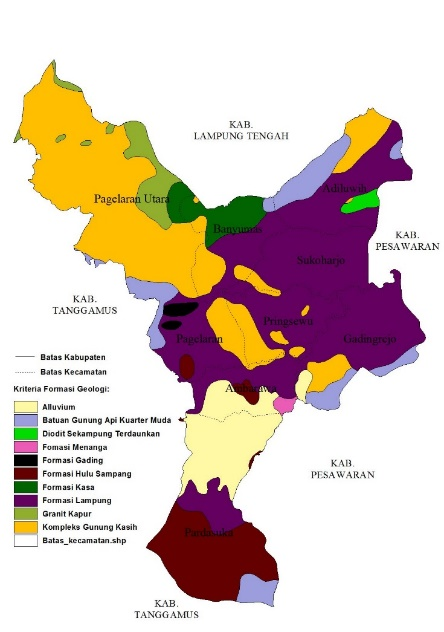 KAB.
LAMPUNG TENGAH
Adiluwih
Pagelaran Utara
Banyumas
KAB.
PESAWARAN
Sukoharjo
KAB.
TANGGAMUS
Pringsewu
Pagelaran
Gadingrejo
Batas Kabupaten
Batas Kecamatan
Ambarawa
Kriteria Formasi Geologi:
Alluvium
Batuan Gunung Api Kuarter Muda
Diodit Sekampung Terdaunkan
Fomasi Menanga
Formasi Gading
Formasi Hulu Sampang
Formasi Kasa
Formasi Lampung
Granit Kapur
Kompleks Gunung Kasih
Batas_kecamatan.shp
KAB.
PESAWARAN
Pardasuka
KAB.
TANGGAMUS